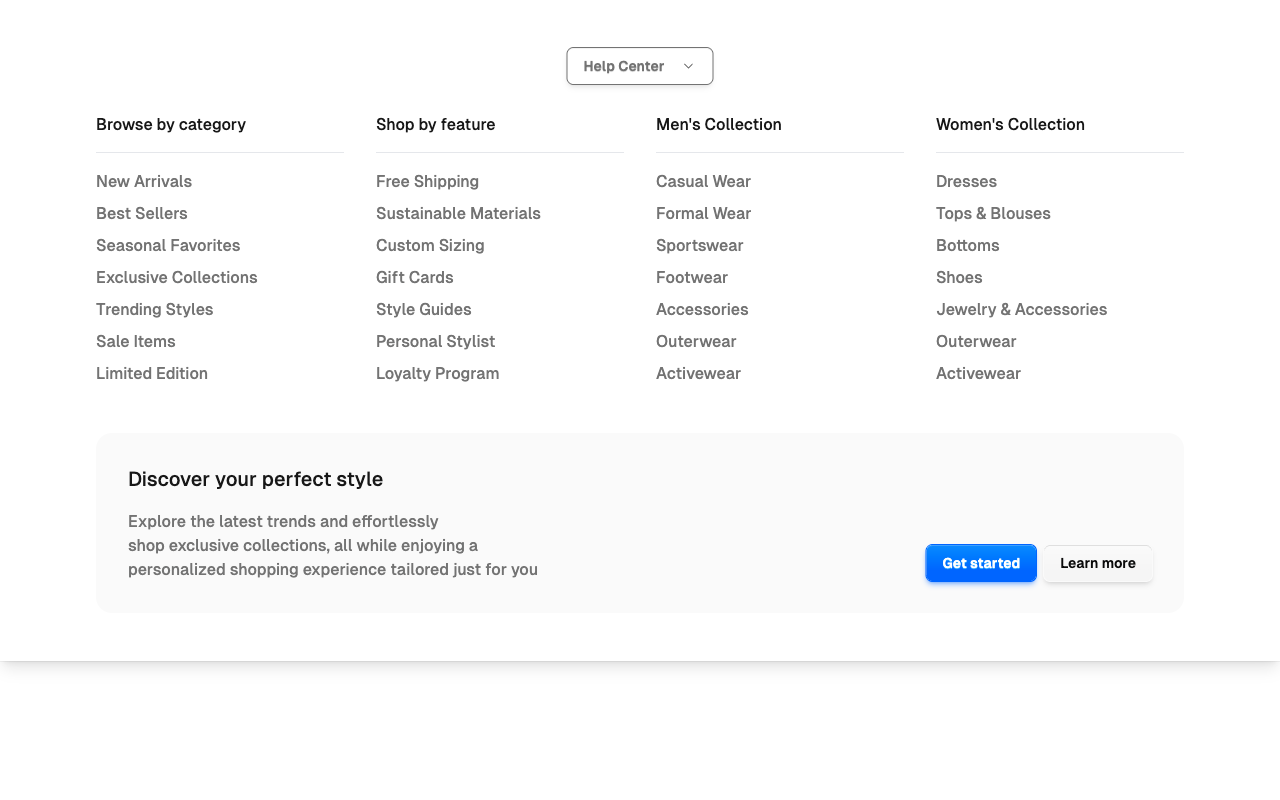 Help Center
Browse by category
New Arrivals
Best Sellers
Seasonal Favorites
Exclusive Collections
Trending Styles
Sale Items
Limited Edition
Shop by feature
Free Shipping
Sustainable Materials
Custom Sizing
Gift Cards
Style Guides
Personal Stylist
Loyalty Program
Men's Collection
Casual Wear
Formal Wear
Sportswear
Footwear
Accessories
Outerwear
Activewear
Women's Collection
Dresses
Tops & Blouses
Bottoms
Shoes
Jewelry & Accessories
Outerwear
Activewear
Discover your perfect style
Explore the latest trends and effortlessly
shop exclusive collections, all while enjoying a
personalized shopping experience tailored just for you
Get started
Learn more